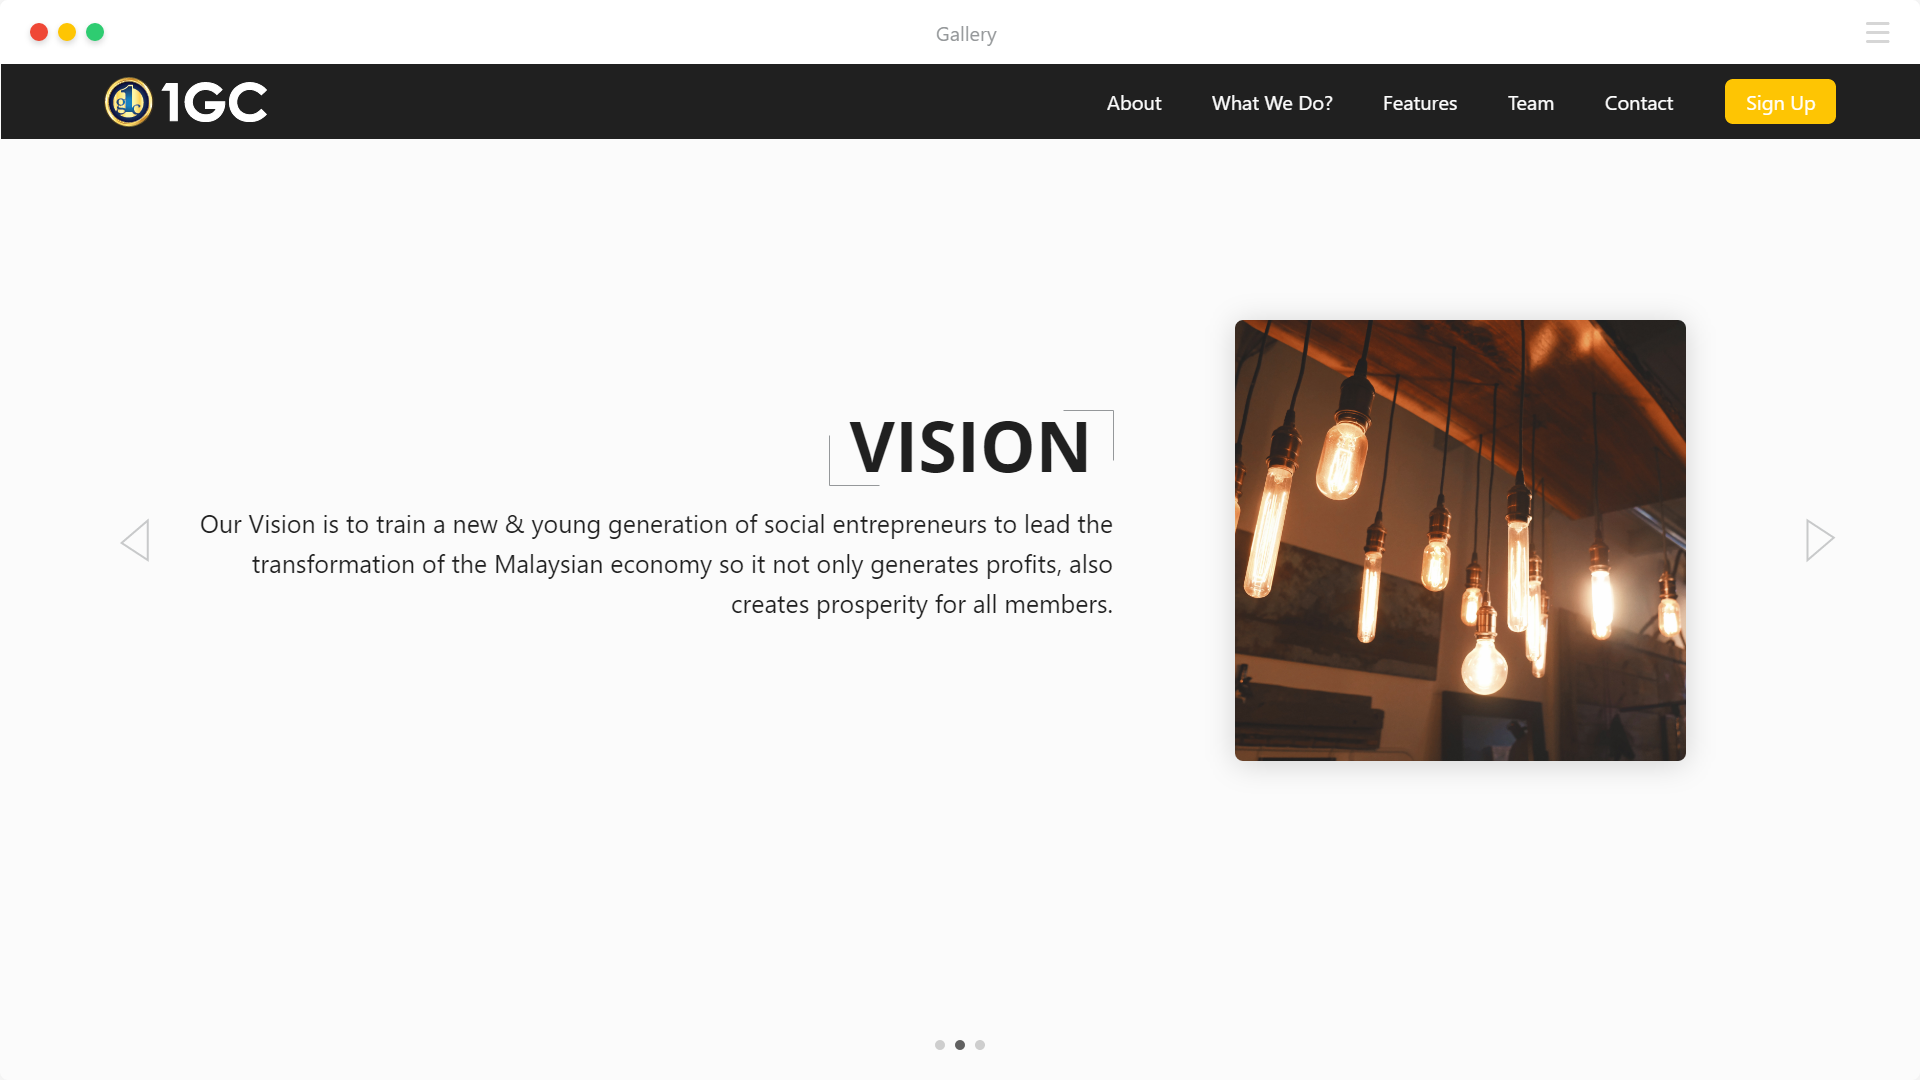 Gallery
1GC
About
What We Do?
Features
Team
Contact
Sign Up
VISION
Our Vision is to train a new & young generation of social entrepreneurs to lead the
transformation of the Malaysian economy so it not only generates profits, also
creates prosperity for all members.